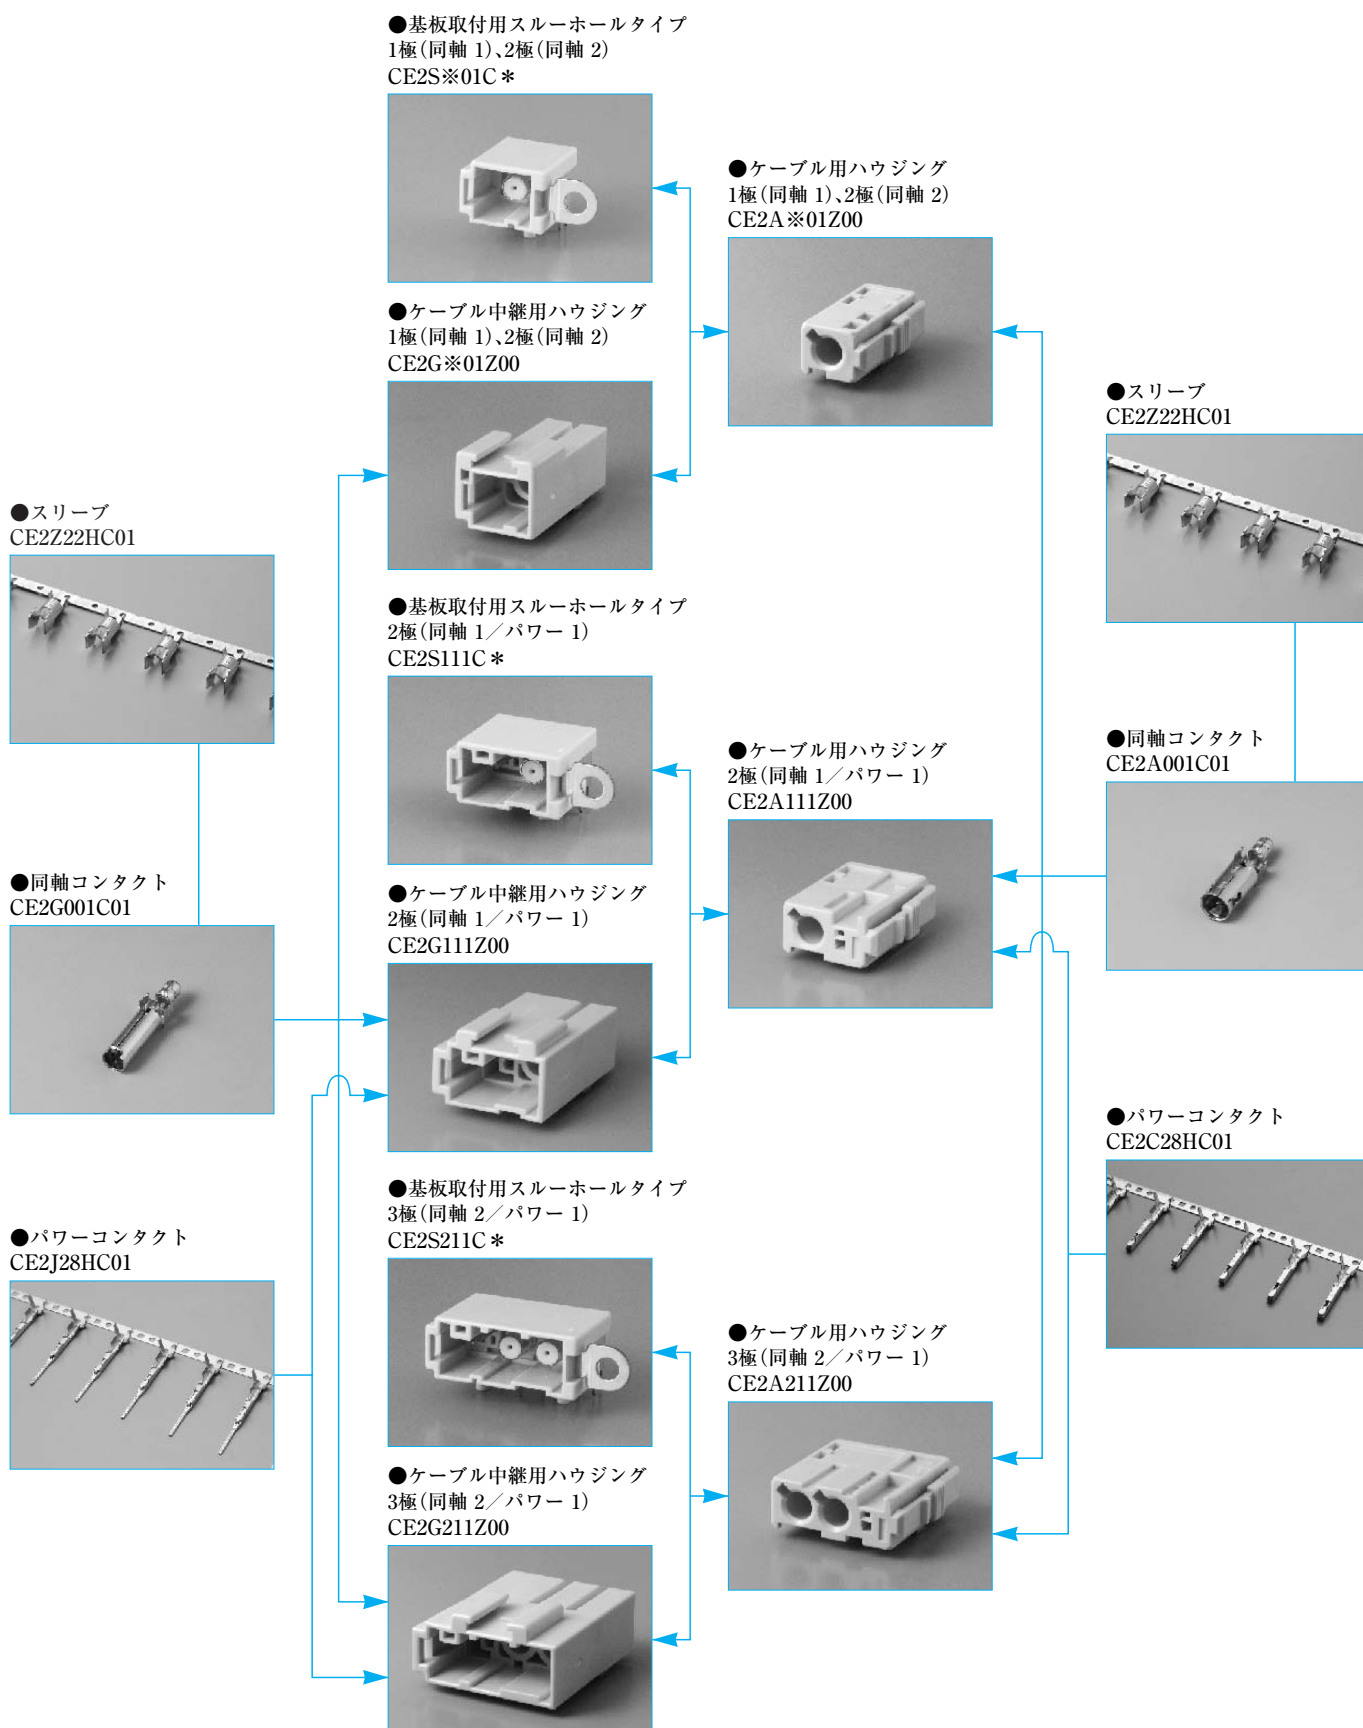 ●基板取付用スルーホールタイプ
1極(同軸 1)、2極(同軸 2)
CE2S※01C＊
●ケーブル用ハウジング
1極(同軸 1)、2極(同軸 2)
CE2A※01Z00
●ケーブル中継用ハウジング
1極(同軸 1)、2極(同軸 2)
CE2G※01Z00
●スリーブ
CE2Z22HC01
●スリーブ
CE2Z22HC01
●基板取付用スルーホールタイプ
2極(同軸 1／パワー 1)
CE2S111C＊
●ケーブル用ハウジング
2極(同軸 1／パワー 1)
CE2A111Z00
●同軸コンタクト
CE2A001C01
●同軸コンタクト
CE2G001C01
●ケーブル中継用ハウジング
2極(同軸 1／パワー 1)
CE2G111Z00
●パワーコンタクト
CE2C28HC01
●基板取付用スルーホールタイプ
3極(同軸 2／パワー 1)
CE2S211C＊
●パワーコンタクト
CE2J28HC01
●ケーブル用ハウジング
3極(同軸 2／パワー 1)
CE2A211Z00
●ケーブル中継用ハウジング
3極(同軸 2／パワー 1)
CE2G211Z00